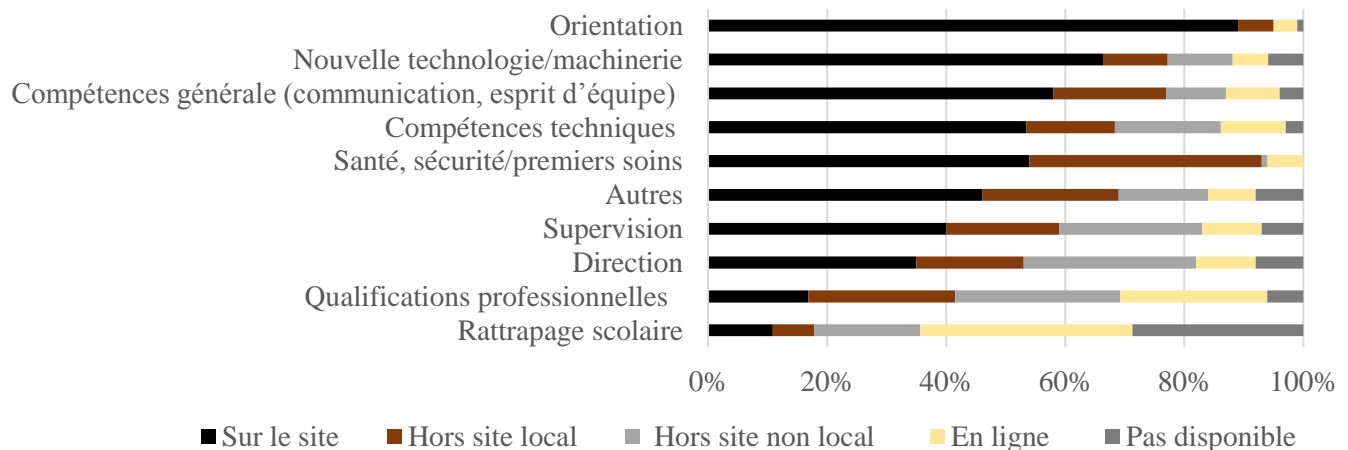 Orientation
Nouvelle technologie/machinerie
Compétences générale (communication, esprit d’équipe)
Compétences techniques
Santé, sécurité/premiers soins
Autres
Supervision
Direction
Qualifications professionnelles
Rattrapage scolaire
0% 20% 40% 60% 80% 100%
Sur le site Hors site local Hors site non local En ligne Pas disponible